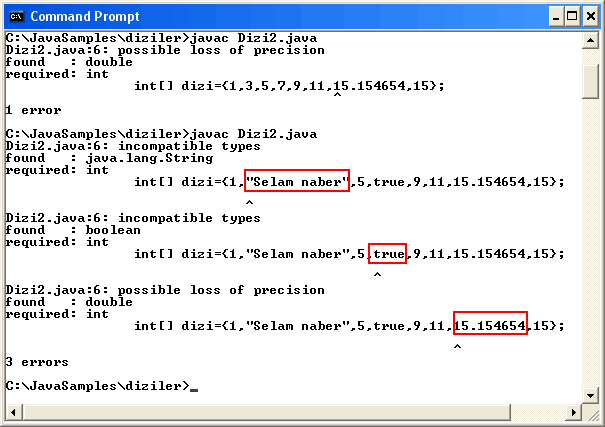 Command Prompt
C:\JavaSamples\diziler>javac Dizi2.java
Dizi2.java:6: possible loss of precision
found   : double
required: int
                int[] dizi={1,3,5,7,9,11,15.154654,15};
                                         ^
1 error

C:\JavaSamples\diziler>javac Dizi2.java
Dizi2.java:6: incompatible types
found   : java.lang.String
required: int
                int[] dizi={1,"Selam naber",5,true,9,11,15.154654,15};
                              ^
Dizi2.java:6: incompatible types
found   : boolean
required: int
                int[] dizi={1,"Selam naber",5,true,9,11,15.154654,15};
                                              ^
Dizi2.java:6: possible loss of precision
found   : double
required: int
                int[] dizi={1,"Selam naber",5,true,9,11,15.154654,15};
                                                        ^
3 errors

C:\JavaSamples\diziler>_